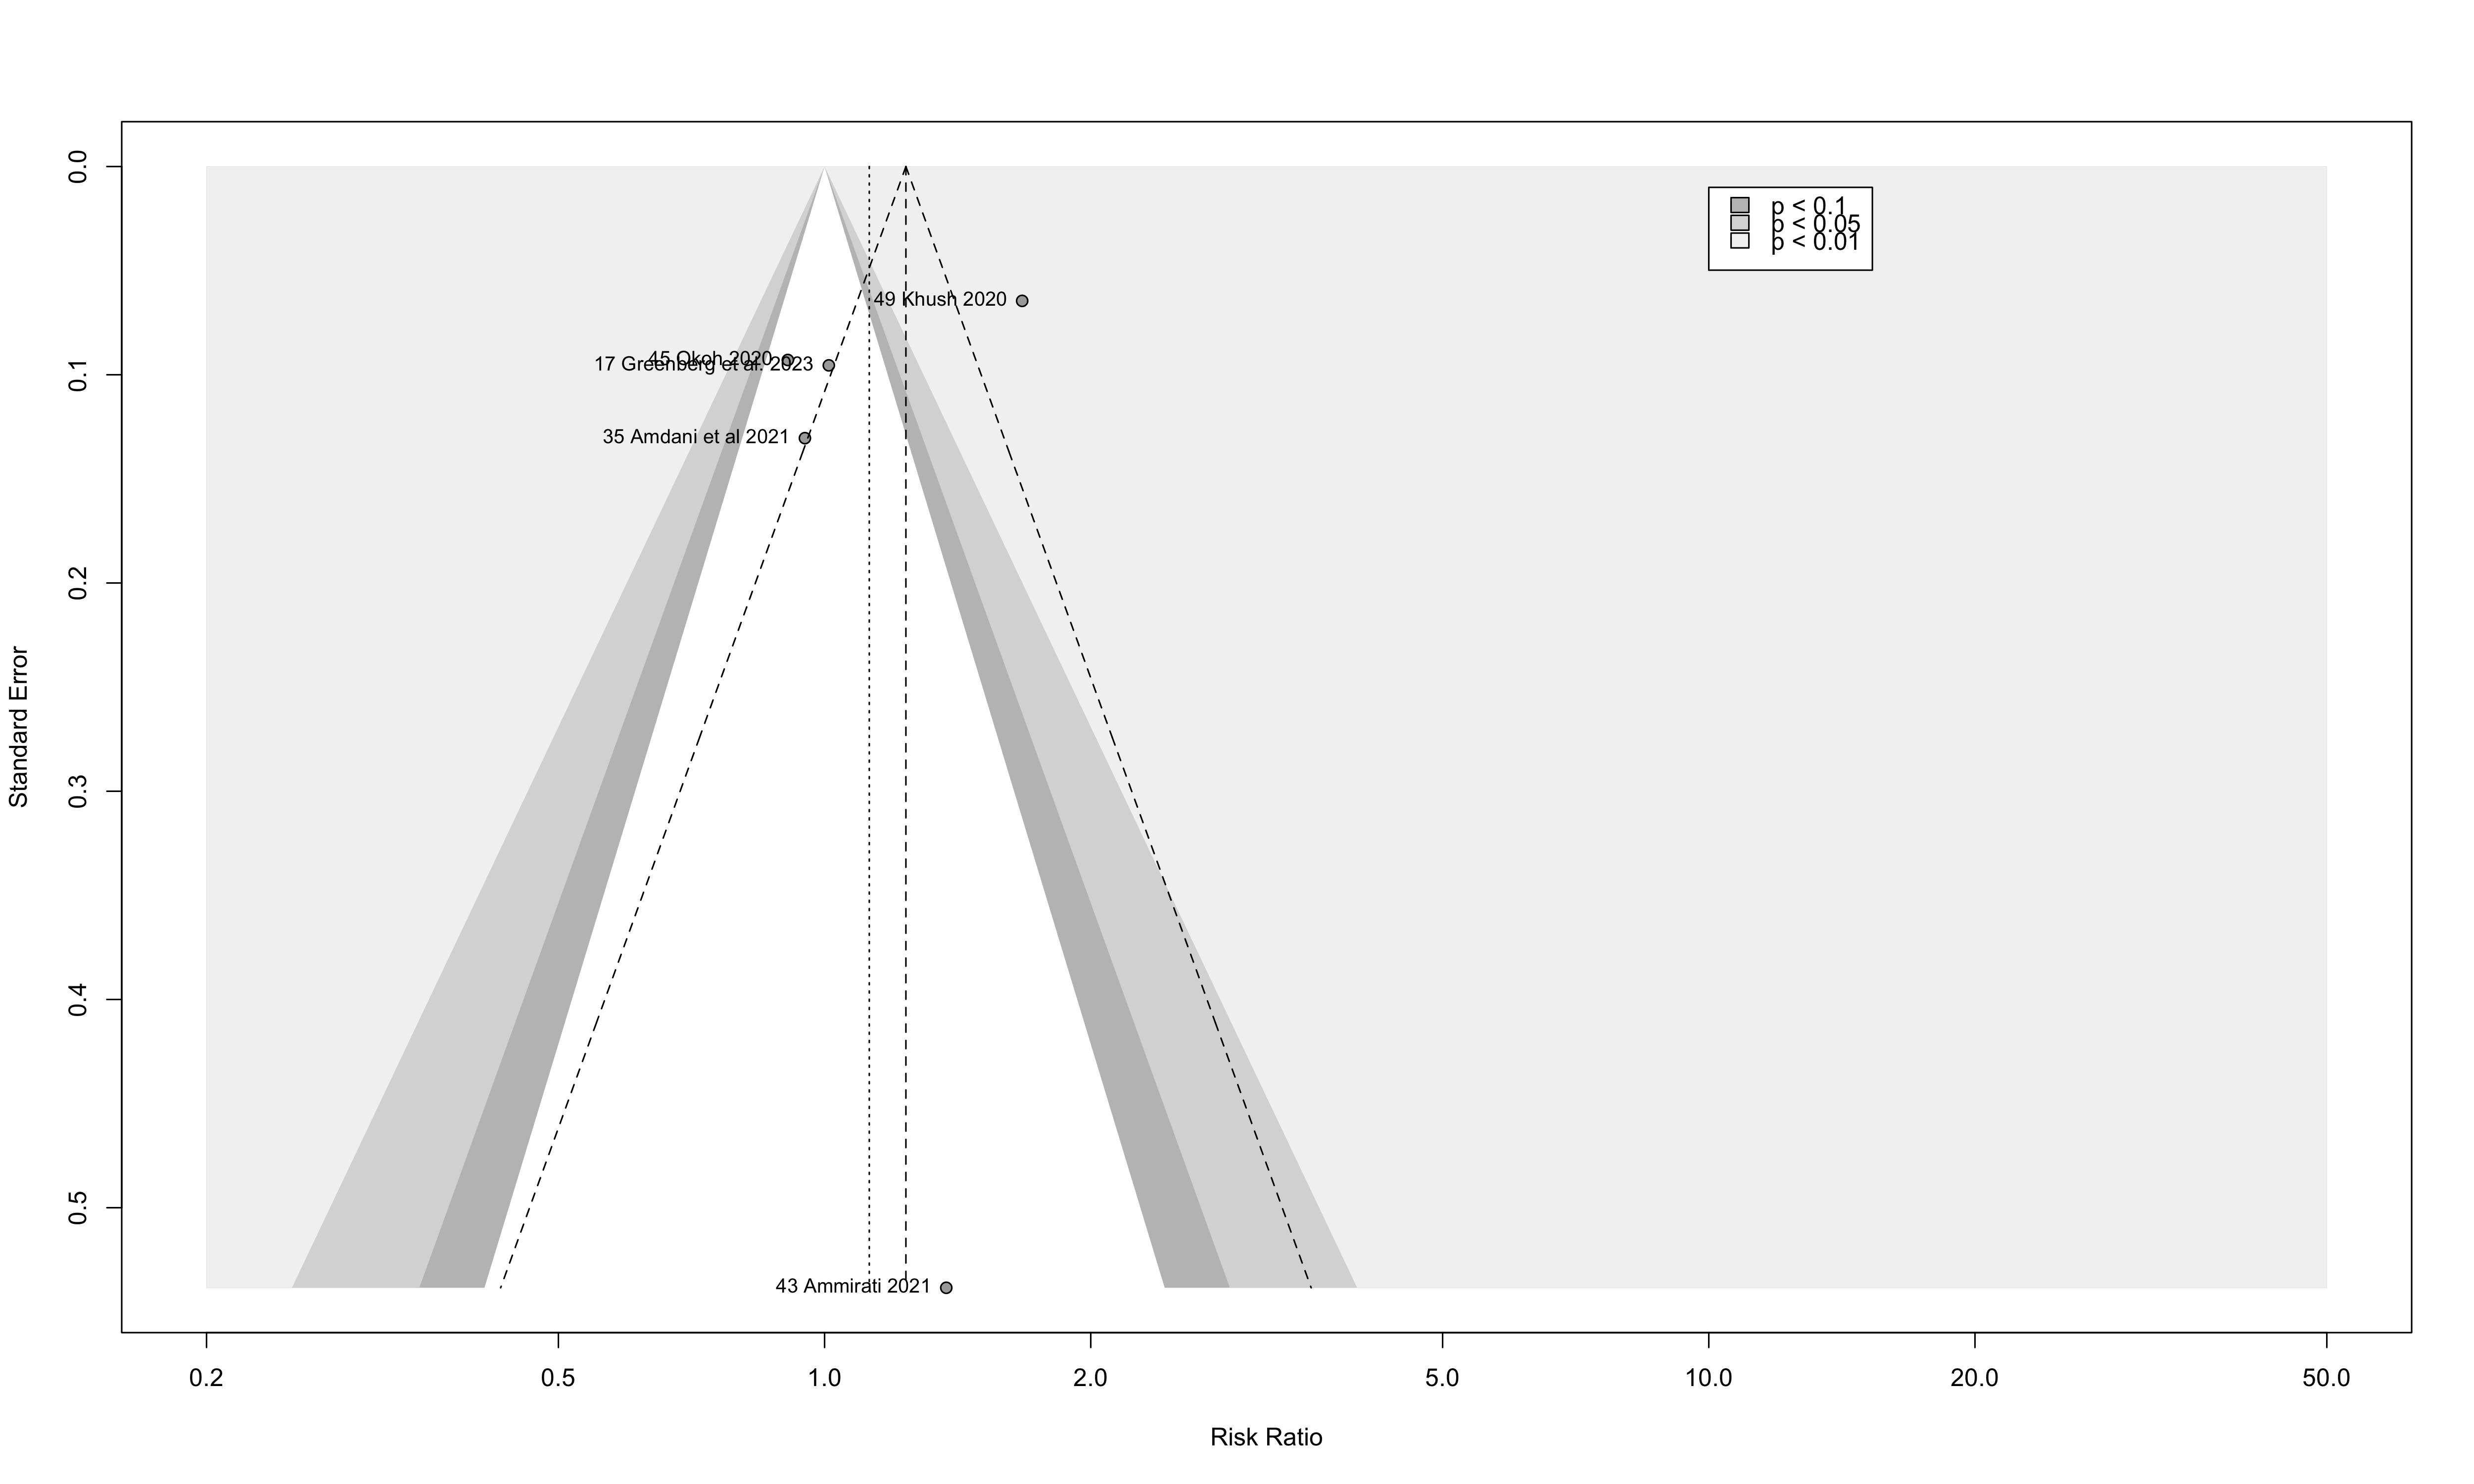 0.0
0.1
0.2
0.3
0.4
0.5
Standard Error
p < 0.1
p < 0.05
p < 0.01
49 Khush 2020
45 Okoh 2020
17 Greenberg et al. 2023
35 Amdani et al 2021
43 Ammirati 2021
0.2 0.5 1.0 2.0 5.0 10.0 20.0 50.0
Risk Ratio